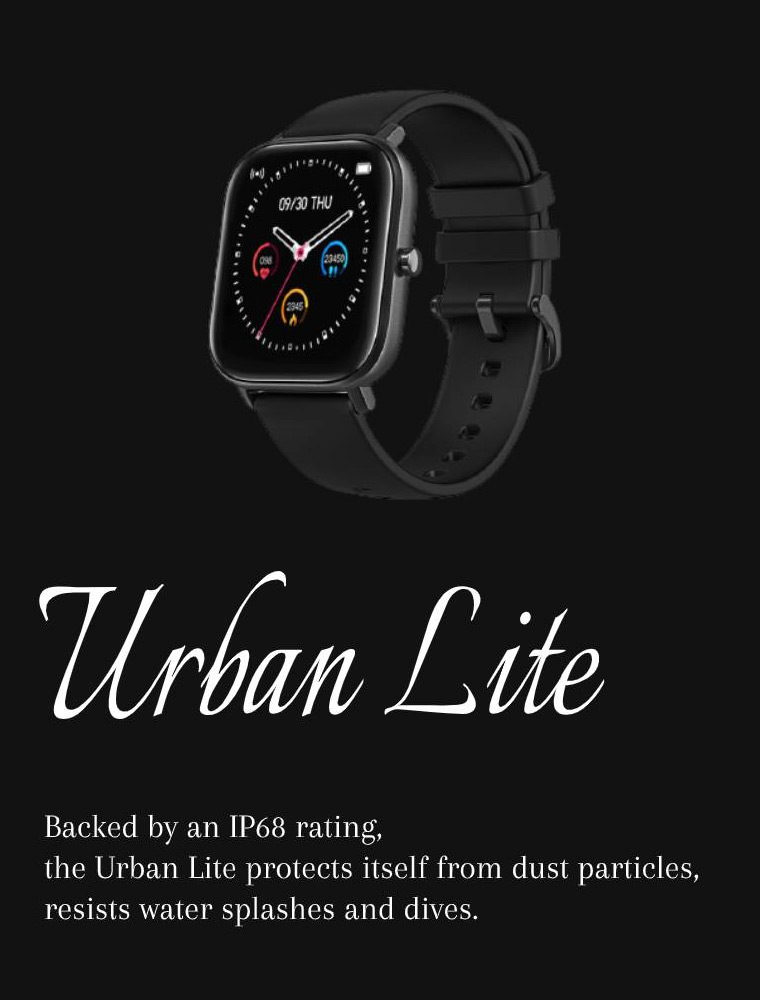 09/30 THU
098
23450
2345
Urban Lite
Backed by an IP68 rating,
the Urban Lite protects itself from dust particles,
resists water splashes and dives.